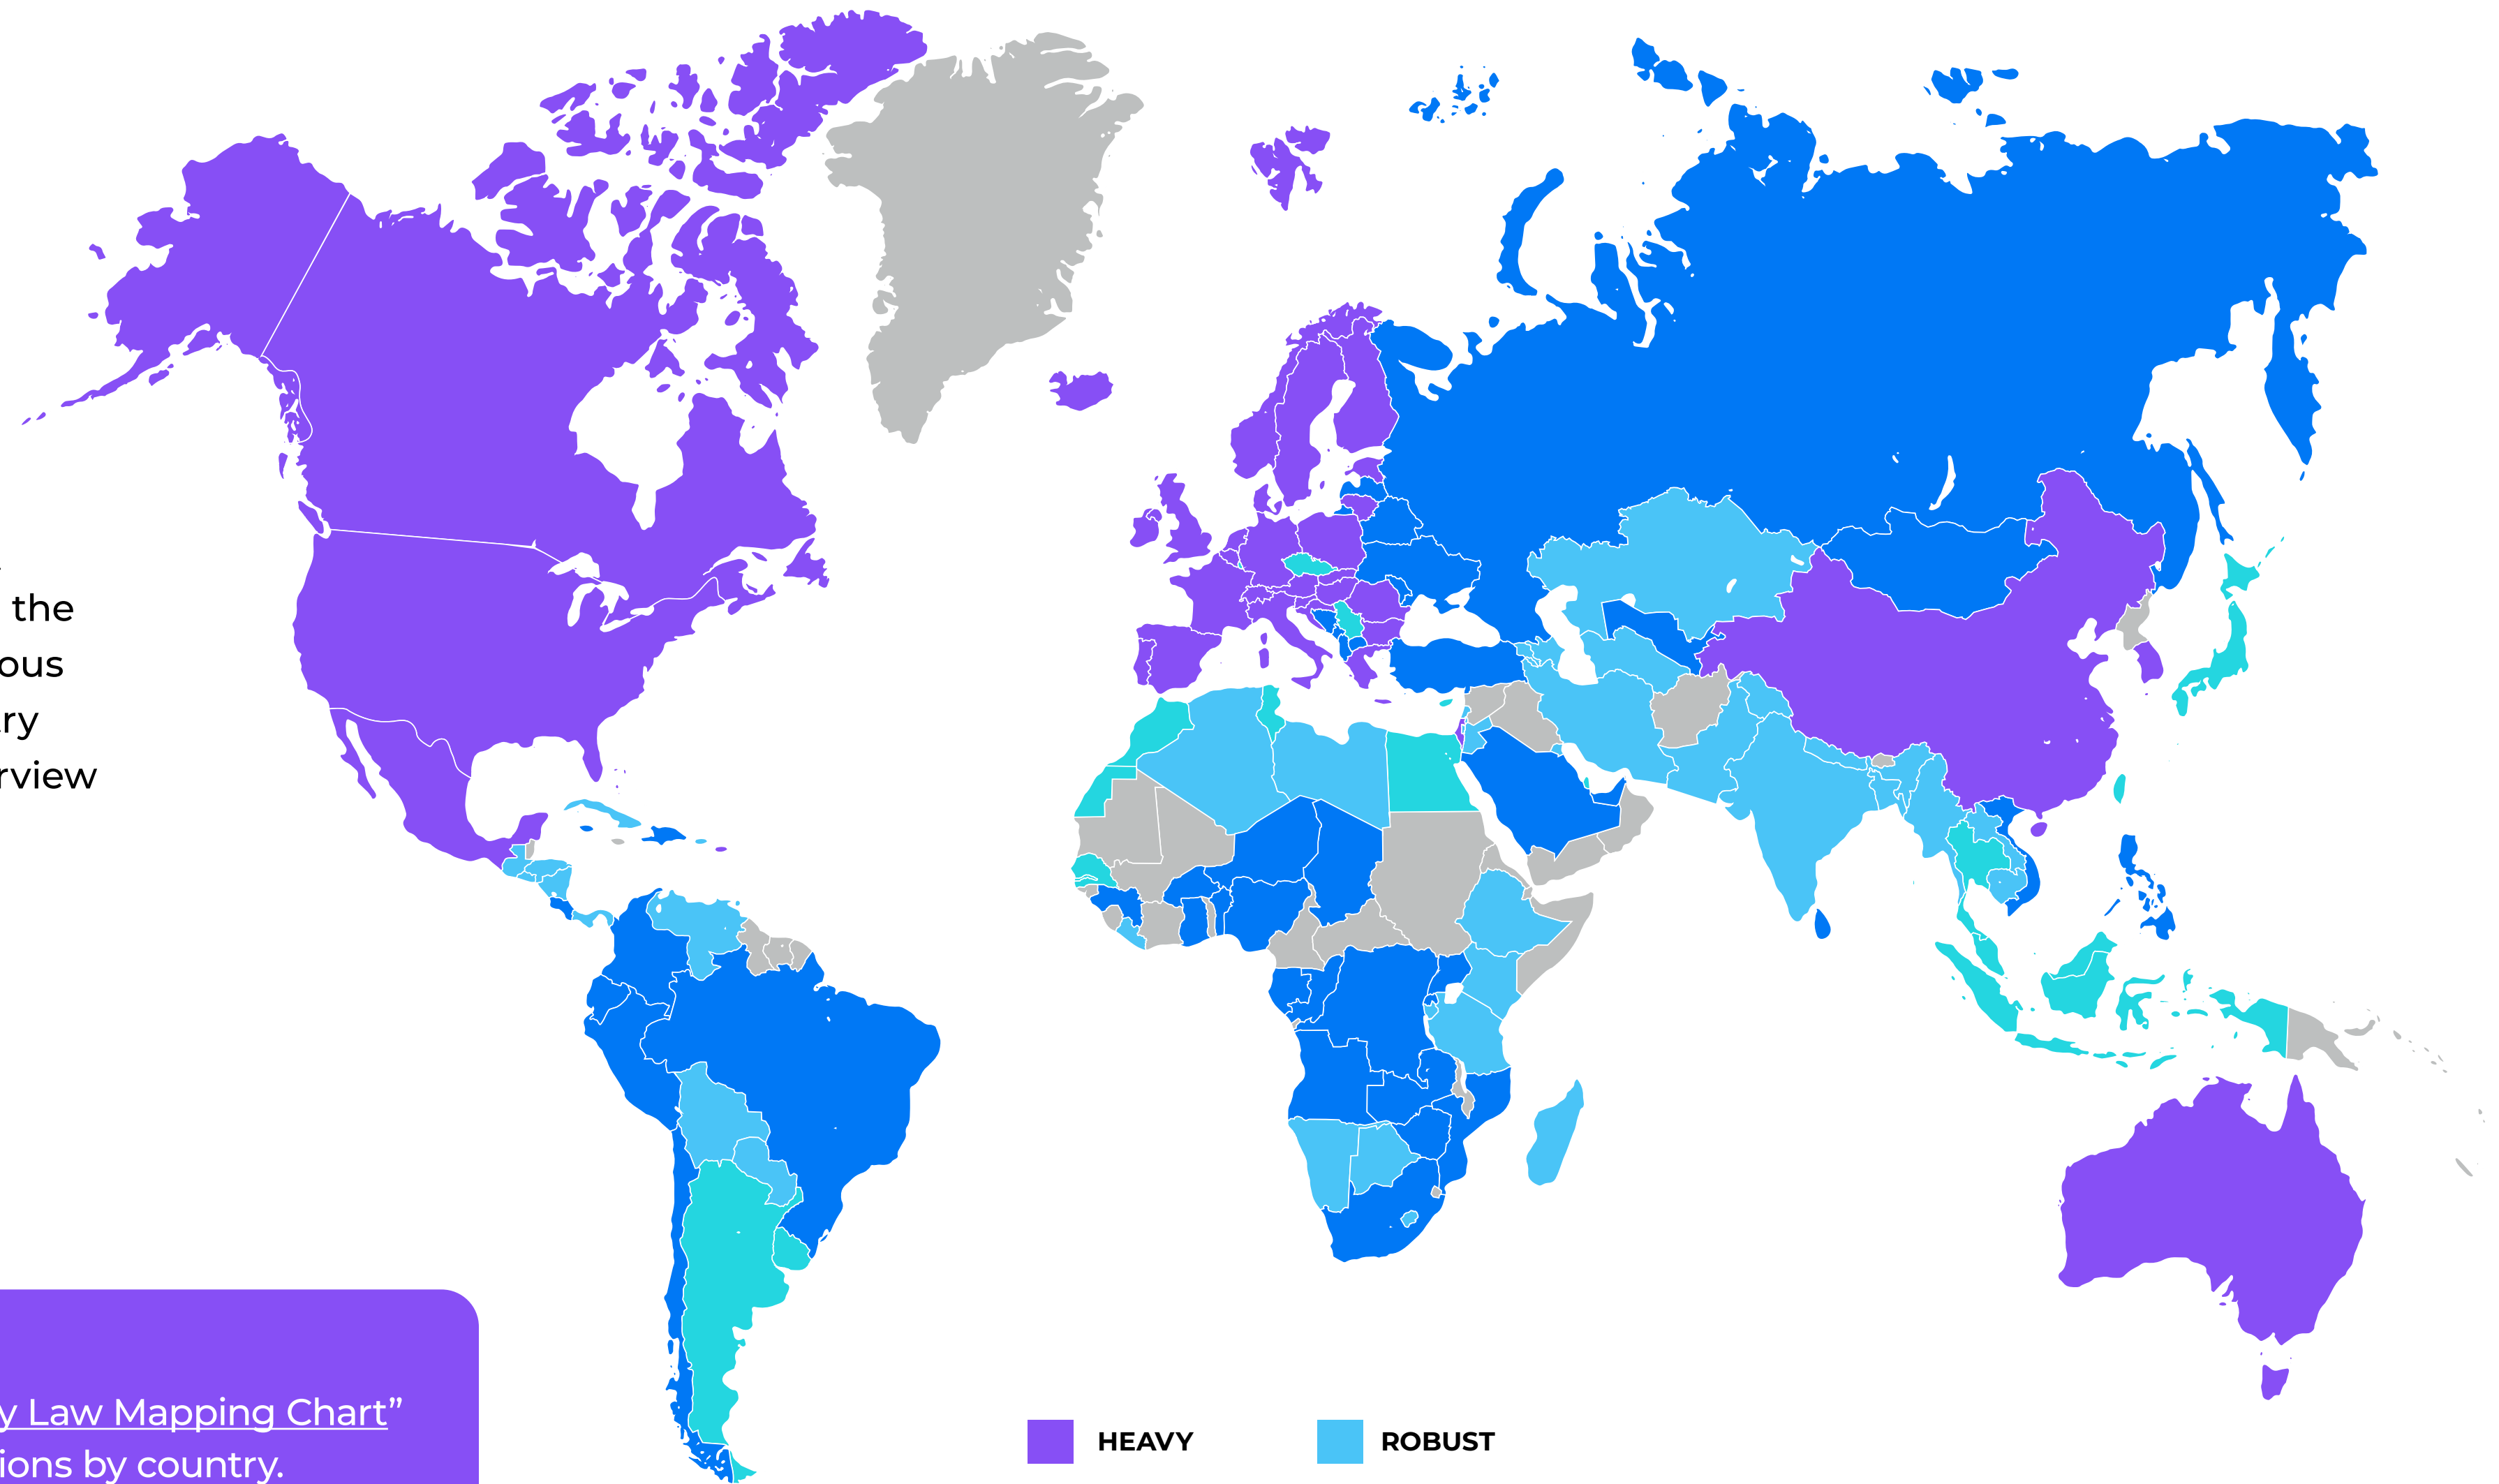 the
ous
ry
rview
y Law Mapping Chart”
ions by country.
HEAVY
ROBUST